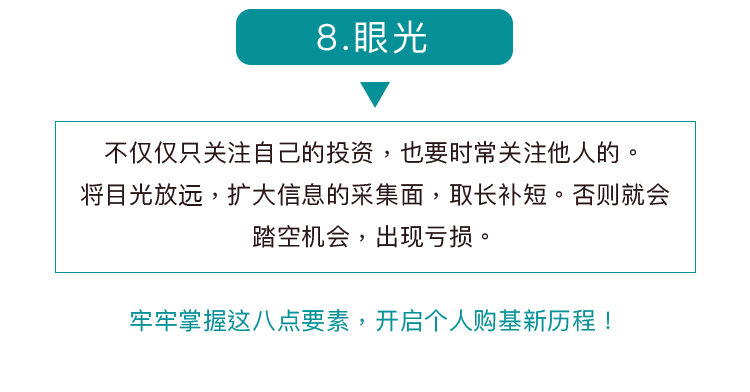 8.眼光
不仅仅只关注自己的投资，也要时常关注他人的。
将目光放远，扩大信息的采集面，取长补短。否则就会
踏空机会，出现亏损。
牢牢掌握这八点要素，开启个人购基新历程！